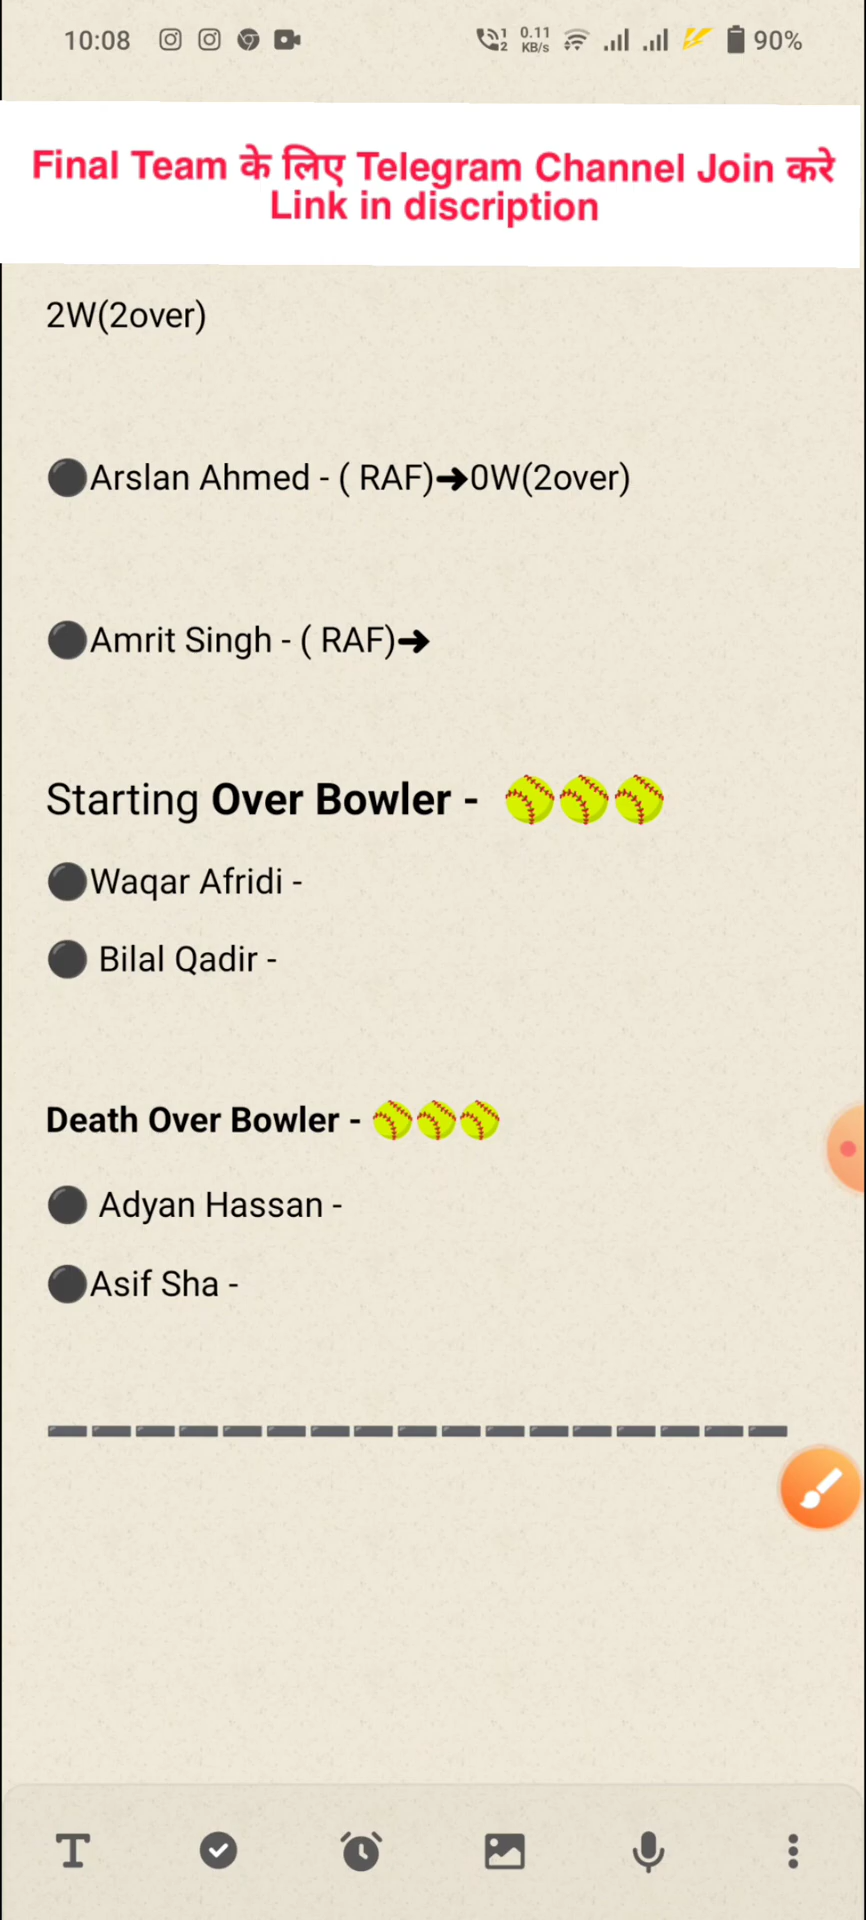 10:08
1 2 0.11 KB/s 90%
Final Team के लिए Telegram Channel Join करे
Link in discription
2W(2over)
⚫Arslan Ahmed - ( RAF)➜0W(2over)
⚫Amrit Singh - ( RAF)➜
Starting Over Bowler - 🥎🥎🥎
⚫Waqar Afridi -
⚫ Bilal Qadir -
Death Over Bowler - 🥎🥎🥎
⚫ Adyan Hassan -
⚫Asif Sha -
➖➖➖➖➖➖➖➖➖➖➖➖➖➖➖➖➖
T